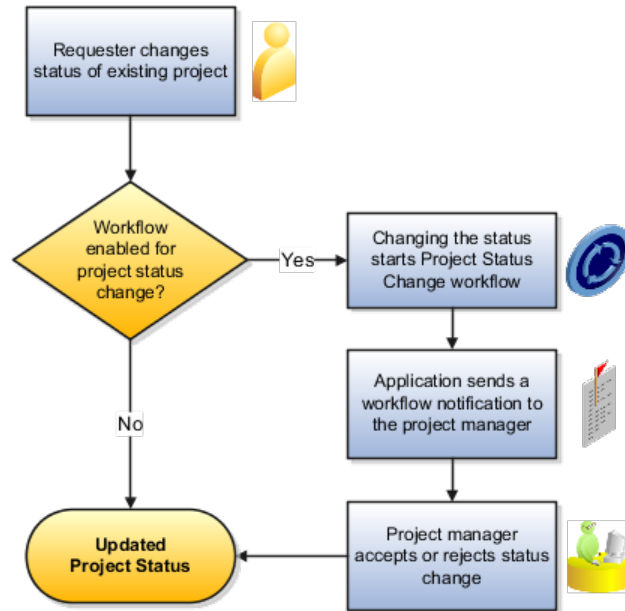 Requester changes
status of existing project
Workflow
enabled for
project status
change?
Yes
Changing the status
starts Project Status
Change workflow
Application sends a
workflow notification to
the project manager
No
Project manager
accepts or rejects status
change
Updated
Project Status